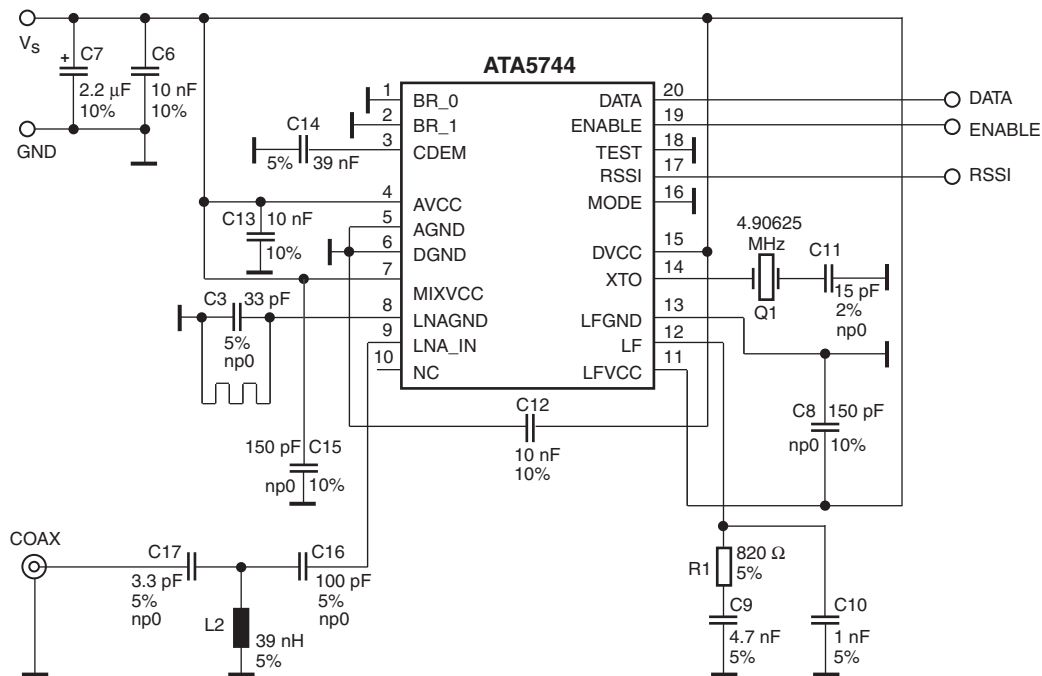 VS
GND
+ C7
2.2 µF
10%
C6
10 nF
10%
ATA5744
1 BR_0
2 BR_1
3 CDEM
4 AVCC
5 AGND
6 DGND
7 MIXVCC
8 LNAGND
9 LNA_IN
10 NC
DATA 20
ENABLE 19
TEST 18
RSSI 17
MODE 16
DVCC 15
XTO 14
LFGND 13
LF 12
LFVCC 11
DATA
ENABLE
RSSI
C14
5% 39 nF
C13 10 nF
10%
C3 33 pF
5%
np0
4.90625
MHz
Q1
C11
15 pF
2%
np0
C12
10 nF
10%
C8 150 pF
np0 10%
150 pF C15
np0 10%
COAX
C17
3.3 pF
5%
np0
C16
100 pF
5%
np0
L2
39 nH
5%
R1 820 Ω
5%
C9
4.7 nF
5%
C10
1 nF
5%